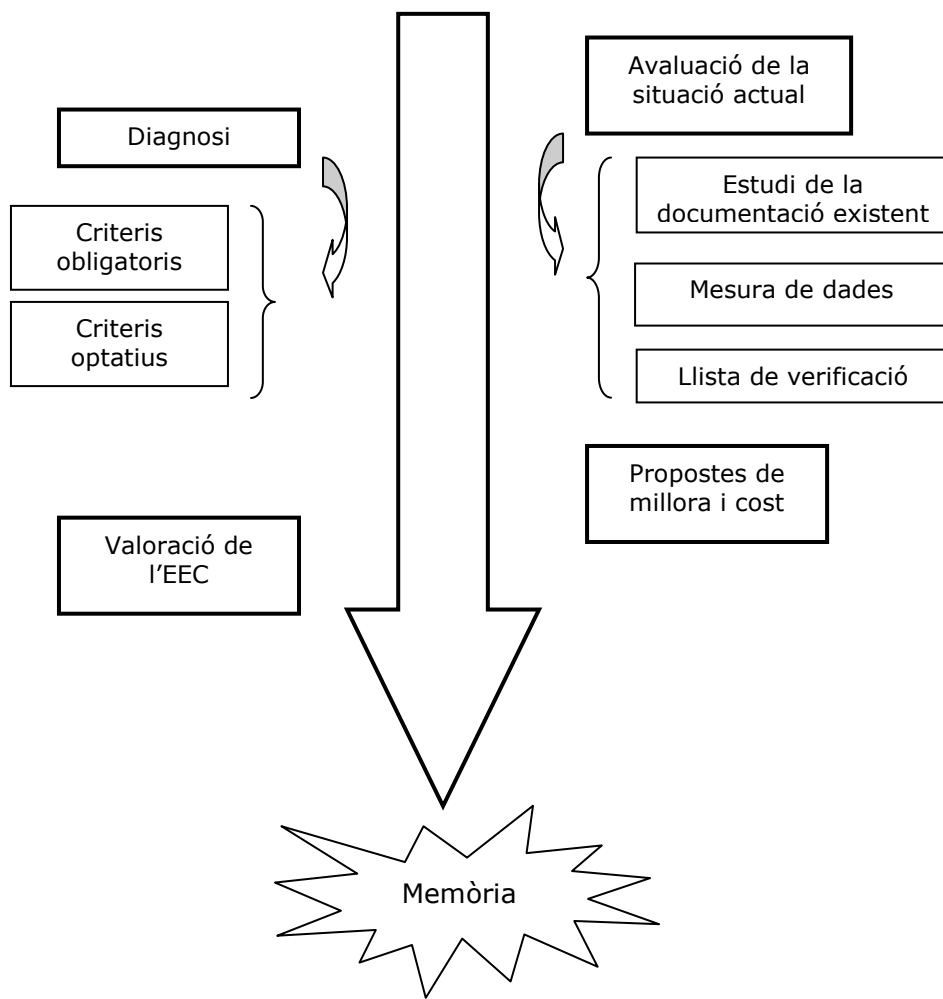 Avaluació de la
situació actual
Diagnosi
Estudi de la
documentació existent
Criteris
obligatoris
Mesura de dades
Criteris
optatius
Llista de verificació
Propostes de
millora i cost
Valoració de
l'EEC
Memòria